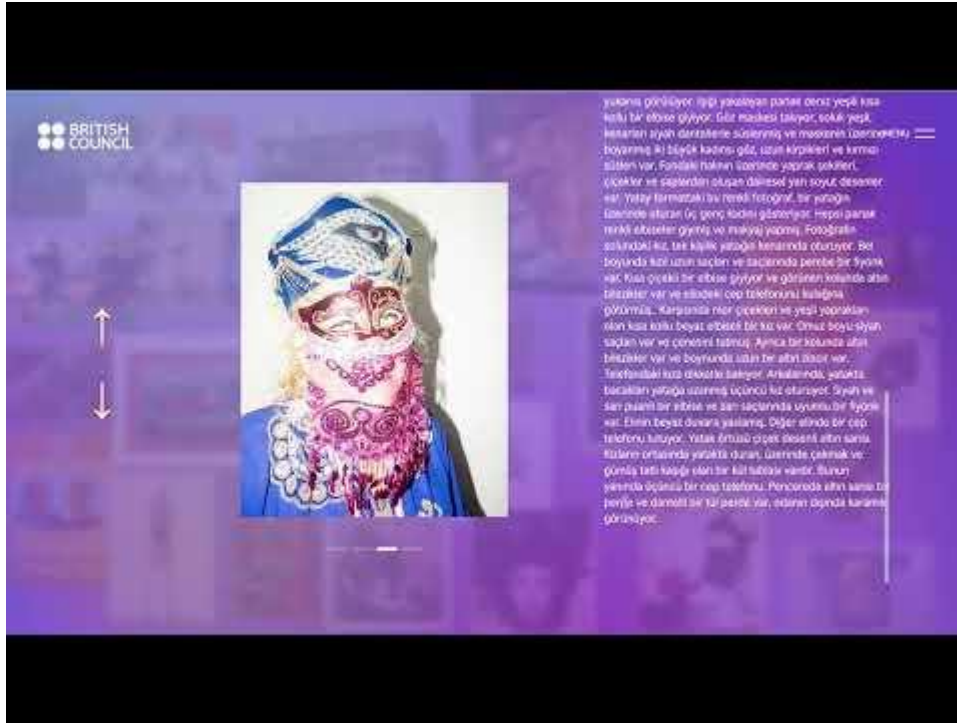 BRITISH
COUNCIL
MENU
yukarıs görüsüyor. Işığı yakalayan parlak deniz yeşili kısa
kollu bir elbise giyiyor. Göz maskesi takıyor, soluk yeşil,
kenarları siyah dantellerle süslenmiş ve maskenin üzerine
boyanmış iki büyük kadınsı göz, uzun kirpikleri ve kırmızı
süsleri var. Fondaki halının üzerinde yaprak şekilleri,
çiçekler ve saplardan oluşan dairesel yarı soyut desenler
var. Yatay formattaki bu renkli fotoğraf, bir yatağın
üzerinde oturan üç genç kadını gösteriyor. Hepsi parlak
renkli elbiseler giymiş ve makyaj yapmış. Fotoğrafın
solundaki kız, tek kişilik yatağın kenarında oturuyor. Bel
boyunda kızıl uzun saçları ve saçlarında pembe bir fiyonk
var. Kısa çiçekli bir elbise giyiyor ve görünen kolunda altın
bilezikler var ve elindeki cep telefonunu kulağına
götürmüş. Karşısında mor çiçekleri ve yeşil yaprakları
olan kısa kollu beyaz elbiseli bir kız var. Omuz boyu siyah
saçları var ve çenesini tutmuş. Ayrıca bir kolunda altın
bilezikler var ve boynunda uzun bir altın zincir var.
Telefondaki kıza dikkatle bakıyor. Arkalarında, yatakta
bacakları yatağa uzanmış üçüncü kız oturuyor. Siyah ve
sarı puanlı bir elbise ve sarı saçlarında uyumlu bir fiyonk
var. Elinin beyaz duvara yaslamış. Diğer elinde bir cep
telefonu tutuyor. Yatak örtüsü çiçek desenli altın sarısı.
Kızların ortasında yatakta duran, üzerinde çakmak ve
gümüş tatlı kaşığı olan bir kül tablası vardır. Bunun
yanında üçüncü bir cep telefonu. Pencerede altın sarısı bir
perde ve dantelli bir tül perde var, odanın dışında karanlık
görünüyor.